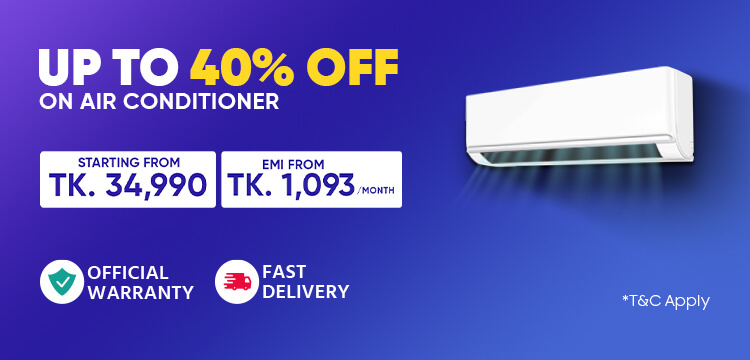 UP TO 40% OFF
ON AIR CONDITIONER
STARTING FROM
TK. 34,990
EMI FROM
TK. 1,093 /MONTH
OFFICIAL
WARRANTY
FAST
DELIVERY
*T&C Apply